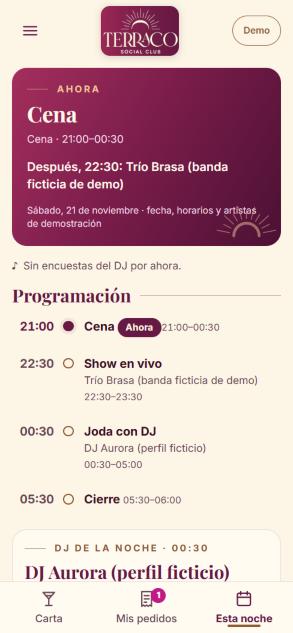 TERRACO
SOCIAL CLUB
Demo
AHORA
Cena
Cena · 21:00–00:30
Después, 22:30: Trío Brasa (banda
ficticia de demo)
Sábado, 21 de noviembre · fecha, horarios y artistas
de demostración
♪ Sin encuestas del DJ por ahora.
Programación
21:00 Cena Ahora 21:00–00:30
22:30 Show en vivo
Trío Brasa (banda ficticia de demo)
22:30–23:30
00:30 Joda con DJ
DJ Aurora (perfil ficticio)
00:30–05:00
05:30 Cierre 05:30–06:00
DJ DE LA NOCHE · 00:30
DJ Aurora (perfil ficticio)
1
Carta Mis pedidos Esta noche